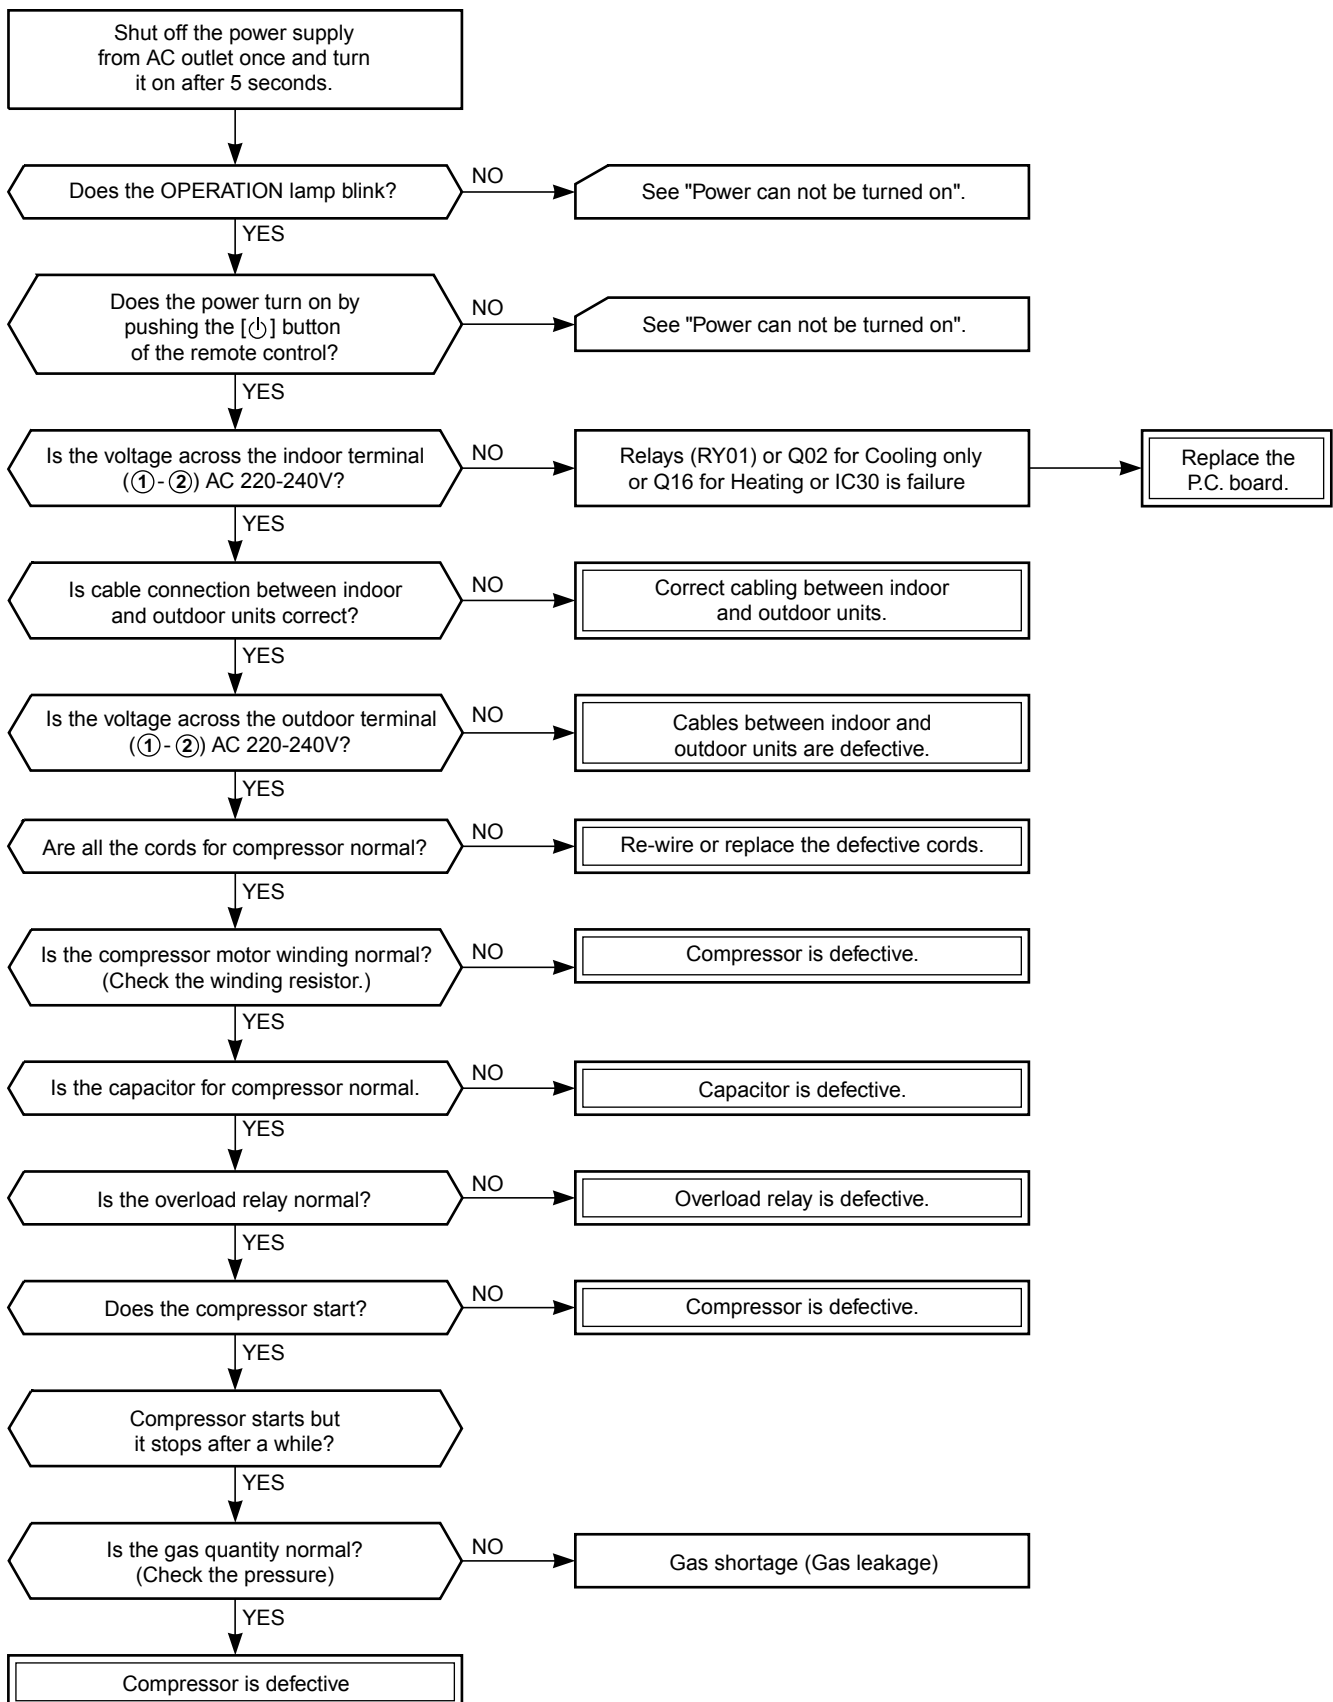 Shut off the power supply
from AC outlet once and turn
it on after 5 seconds.
Does the OPERATION lamp blink?
NO
See "Power can not be turned on".
YES
Does the power turn on by
pushing the [⏻] button
of the remote control?
NO
See "Power can not be turned on".
YES
Is the voltage across the indoor terminal
(①-②) AC 220-240V?
NO
Relays (RY01) or Q02 for Cooling only
or Q16 for Heating or IC30 is failure
Replace the
P.C. board.
YES
Is cable connection between indoor
and outdoor units correct?
NO
Correct cabling between indoor
and outdoor units.
YES
Is the voltage across the outdoor terminal
(①-②) AC 220-240V?
NO
Cables between indoor and
outdoor units are defective.
YES
Are all the cords for compressor normal?
NO
Re-wire or replace the defective cords.
YES
Is the compressor motor winding normal?
(Check the winding resistor.)
NO
Compressor is defective.
YES
Is the capacitor for compressor normal.
NO
Capacitor is defective.
YES
Is the overload relay normal?
NO
Overload relay is defective.
YES
Does the compressor start?
NO
Compressor is defective.
YES
Compressor starts but
it stops after a while?
YES
Is the gas quantity normal?
(Check the pressure)
NO
Gas shortage (Gas leakage)
YES
Compressor is defective